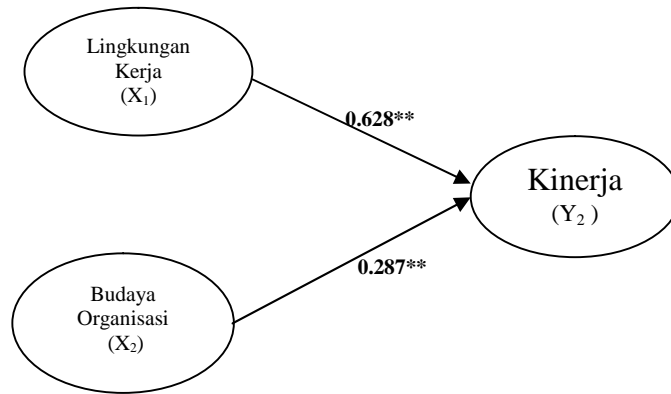 Lingkungan
Kerja
(X₁)
0.628**
Kinerja
(Y₂ )
0.287**
Budaya
Organisasi
(X₂)